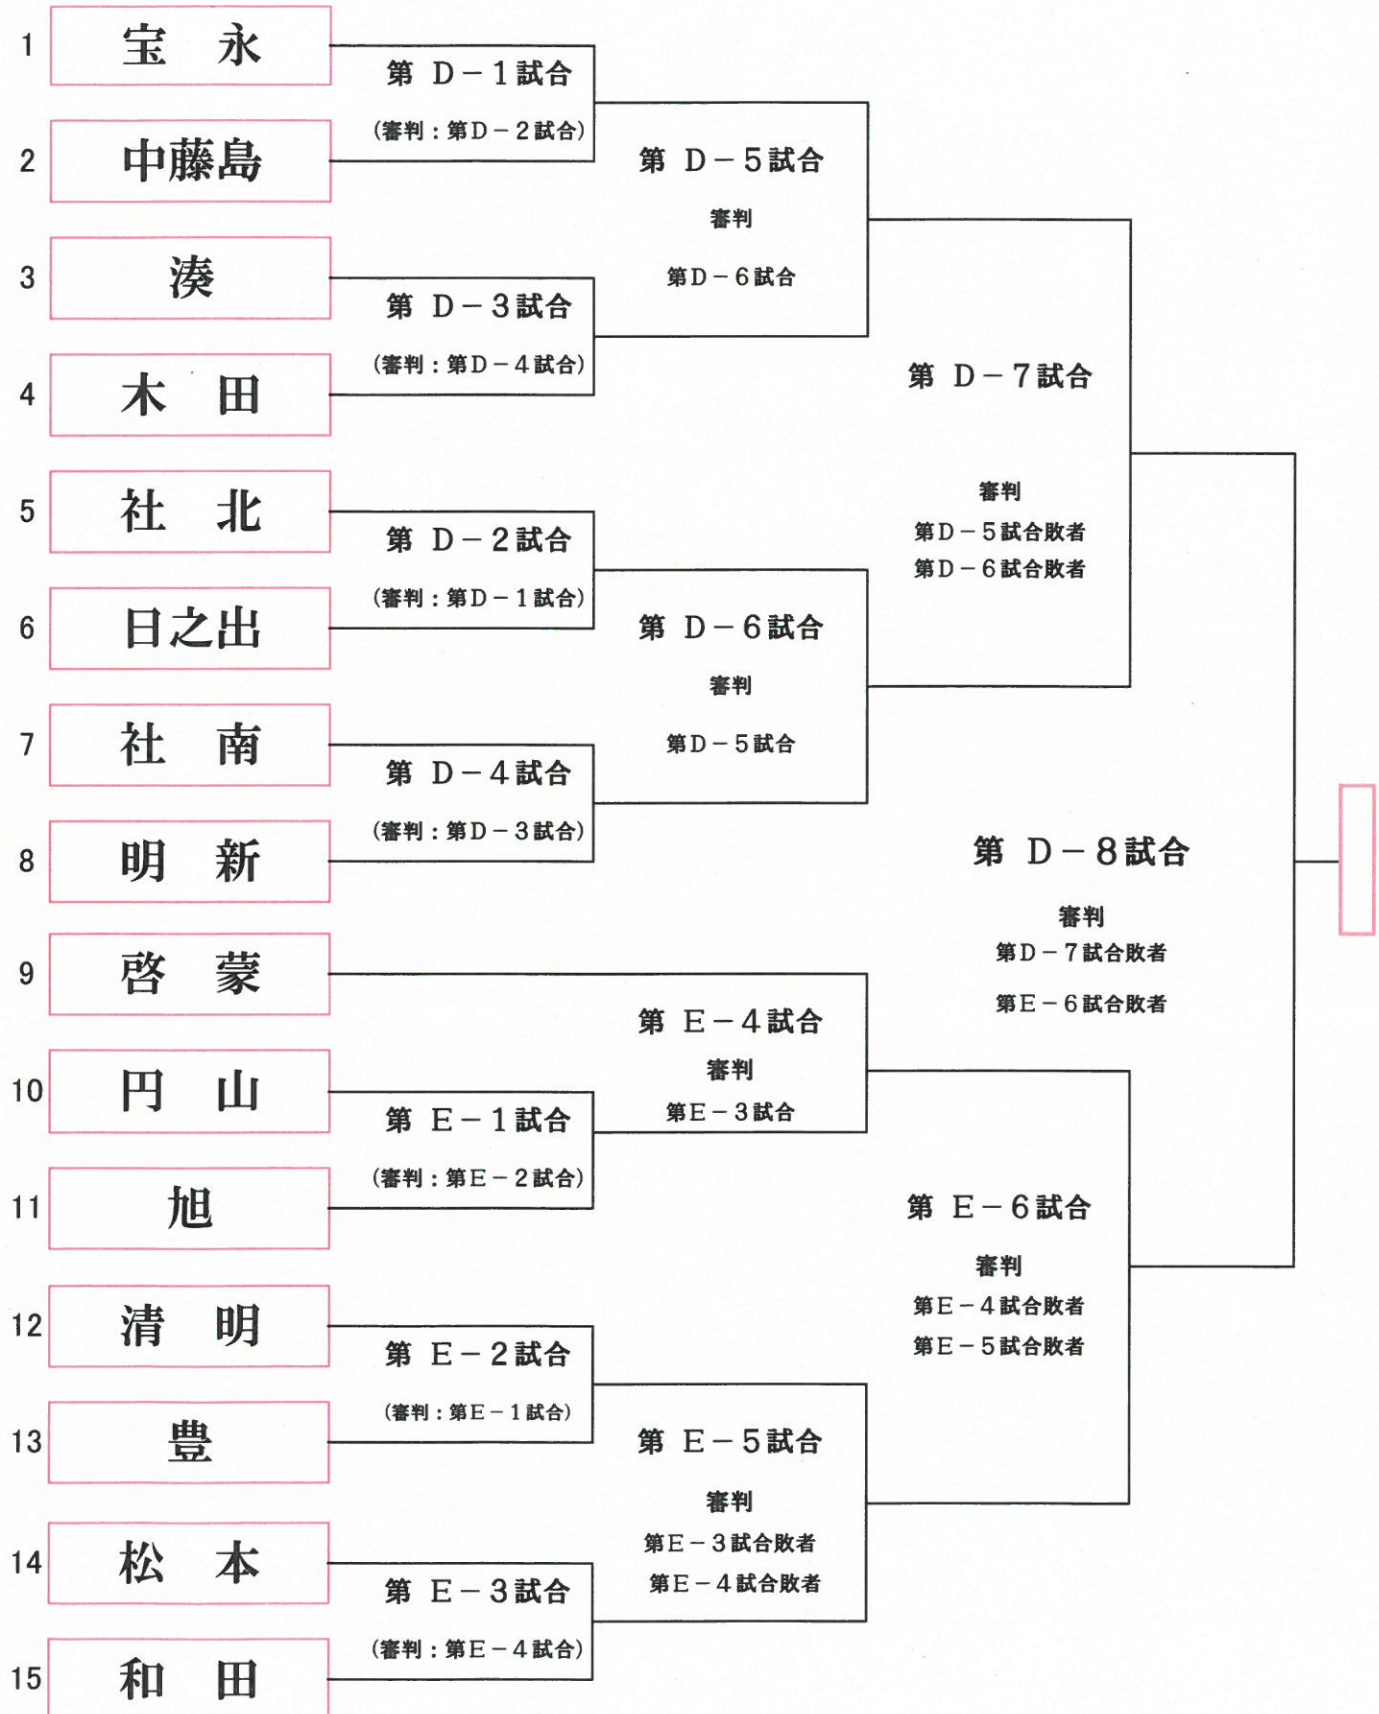 1 宝 永
第 D－1試合
(審判：第D－2試合)
2 中藤島
第 D－5試合
審判
第D－6試合
3 湊
第 D－3試合
(審判：第D－4試合)
4 木 田
第 D－7試合
審判
第D－5試合敗者
第D－6試合敗者
5 社 北
第 D－2試合
(審判：第D－1試合)
6 日之出
第 D－6試合
審判
第D－5試合
7 社 南
第 D－4試合
(審判：第D－3試合)
8 明 新
第 D－8試合
審判
第D－7試合敗者
第E－6試合敗者
9 啓 蒙
第 E－4試合
審判
第E－3試合
10 円 山
第 E－1試合
(審判：第E－2試合)
11 旭
第 E－6試合
審判
第E－4試合敗者
第E－5試合敗者
12 清 明
第 E－2試合
(審判：第E－1試合)
13 豊
第 E－5試合
審判
第E－3試合敗者
第E－4試合敗者
14 松 本
第 E－3試合
(審判：第E－4試合)
15 和 田